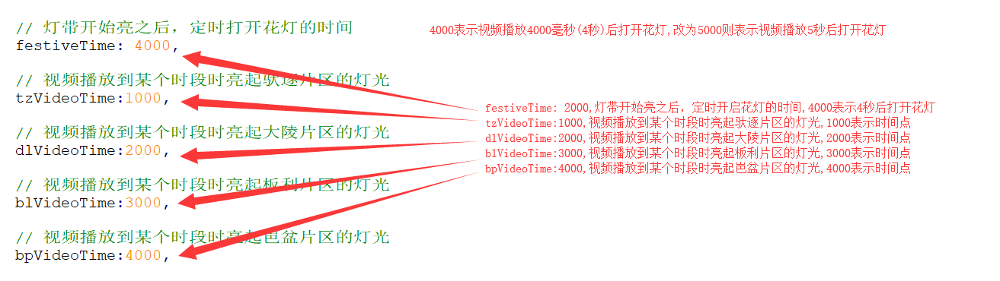 // 灯带开始亮之后，定时打开花灯的时间
4000表示视频播放4000毫秒(4秒)后打开花灯,改为5000则表示视频播放5秒后打开花灯
festiveTime: 4000,
// 视频播放到某个时段时亮起驮逐片区的灯光
tzVideoTime:1000,
// 视频播放到某个时段时亮起大陵片区的灯光
dlVideoTime:2000,
// 视频播放到某个时段时亮起板利片区的灯光
blVideoTime:3000,
// 视频播放到某个时段时亮起岜盆片区的灯光
bpVideoTime:4000,
festiveTime: 2000,灯带开始亮之后，定时开启花灯的时间,4000表示4秒后打开花灯
tzVideoTime:1000,视频播放到某个时段时亮起驮逐片区的灯光,1000表示时间点
dlVideoTime:2000,视频播放到某个时段时亮起大陵片区的灯光,2000表示时间点
blVideoTime:3000,视频播放到某个时段时亮起板利片区的灯光,3000表示时间点
bpVideoTime:4000,视频播放到某个时段时亮起岜盆片区的灯光,4000表示时间点